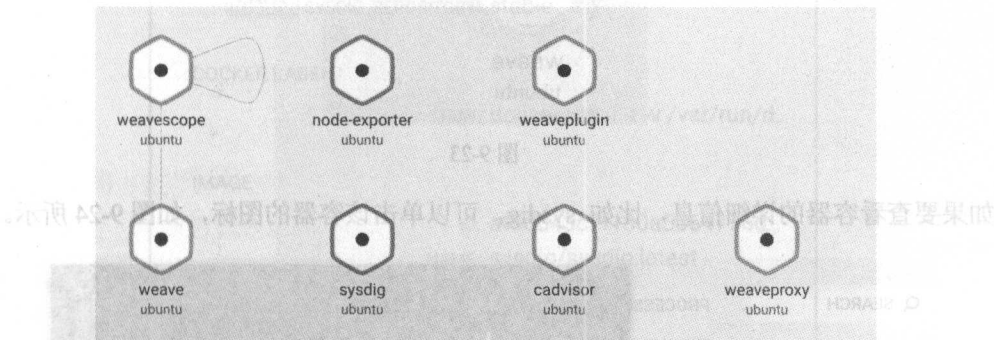 weavescope
node-exporter
weaveplugin
ubuntu
ubuntu
ubuntu
图 9-23
如果要查看容器的详细信息，比如 sysdig，可以单击该容器的图标，如图 9-24 所示。
weave
sysdig
cadvisor
weaveproxy
ubuntu
ubuntu
ubuntu
ubuntu
SEARCH